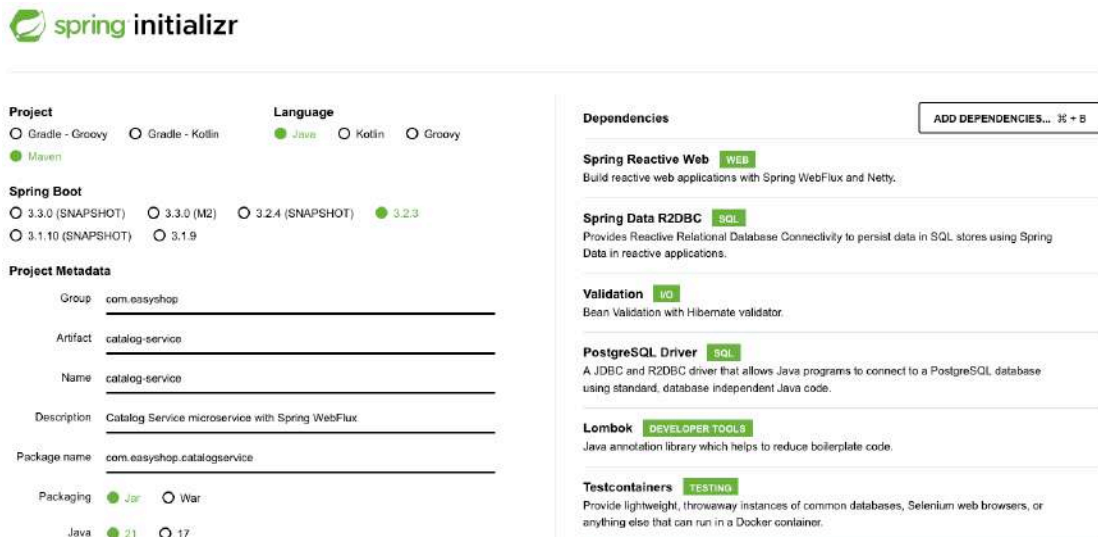 spring initializr
Project
Gradle - Groovy Gradle - Kotlin
Maven
Language
Java Kotlin Groovy
Spring Boot
3.3.0 (SNAPSHOT) 3.3.0 (M2) 3.2.4 (SNAPSHOT) 3.2.3
3.1.10 (SNAPSHOT) 3.1.9
Project Metadata
Group com.easyshop
Artifact catalog-service
Name catalog-service
Description Catalog Service microservice with Spring WebFlux
Package name com.easyshop.catalogservice
Packaging Jar War
Java 21 17
Dependencies
ADD DEPENDENCIES... ⌘ + B
Spring Reactive Web WEB
Build reactive web applications with Spring WebFlux and Netty.
Spring Data R2DBC SQL
Provides Reactive Relational Database Connectivity to persist data in SQL stores using Spring
Data in reactive applications.
Validation I/O
Bean Validation with Hibernate validator.
PostgreSQL Driver SQL
A JDBC and R2DBC driver that allows Java programs to connect to a PostgreSQL database
using standard, database independent Java code.
Lombok DEVELOPER TOOLS
Java annotation library which helps to reduce boilerplate code.
Testcontainers TESTING
Provide lightweight, throwaway instances of common databases, Selenium web browsers, or
anything else that can run in a Docker container.